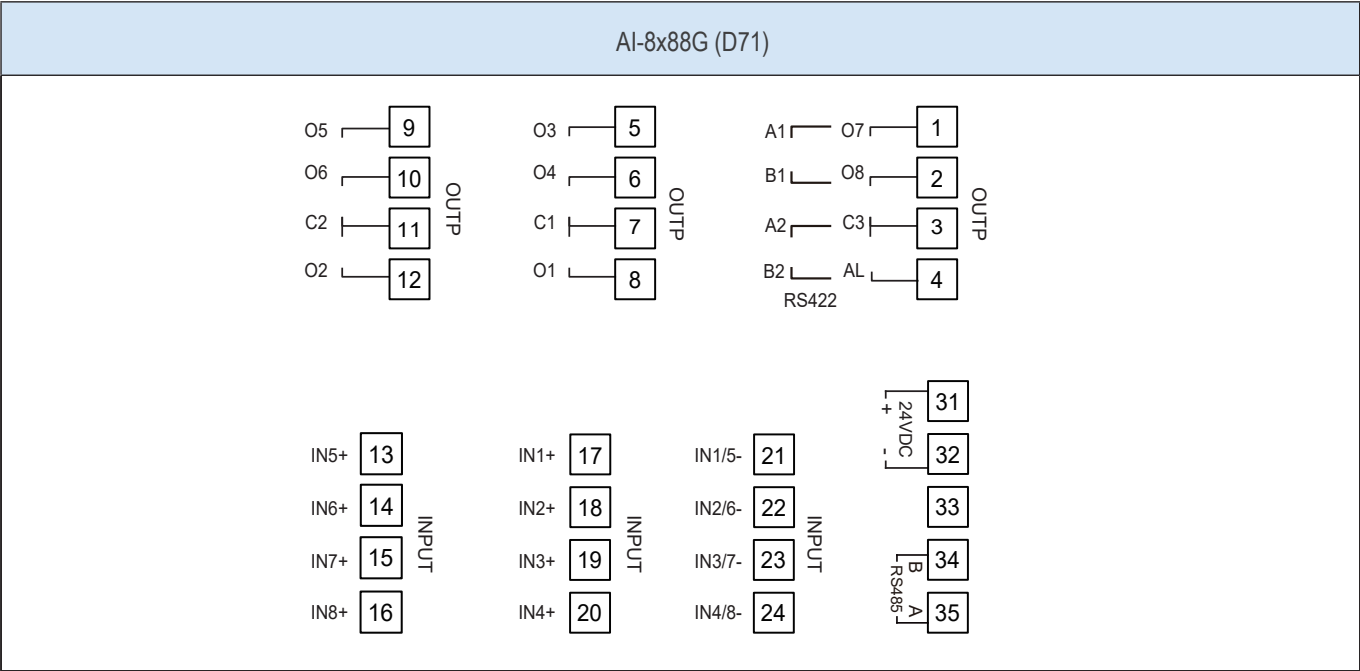 AI-8x88G (D71)
O5 9
O6 10
C2 11
O2 12
OUTP
O3 5
O4 6
C1 7
O1 8
OUTP
A1 O7 1
B1 O8 2
A2 C3 3
B2 AL 4
RS422
OUTP
IN5+ 13
IN6+ 14
IN7+ 15
IN8+ 16
INPUT
IN1+ 17
IN2+ 18
IN3+ 19
IN4+ 20
INPUT
IN1/5- 21
IN2/6- 22
IN3/7- 23
IN4/8- 24
INPUT
+ 31
24VDC
- 32
33
B 34
RS485
A 35